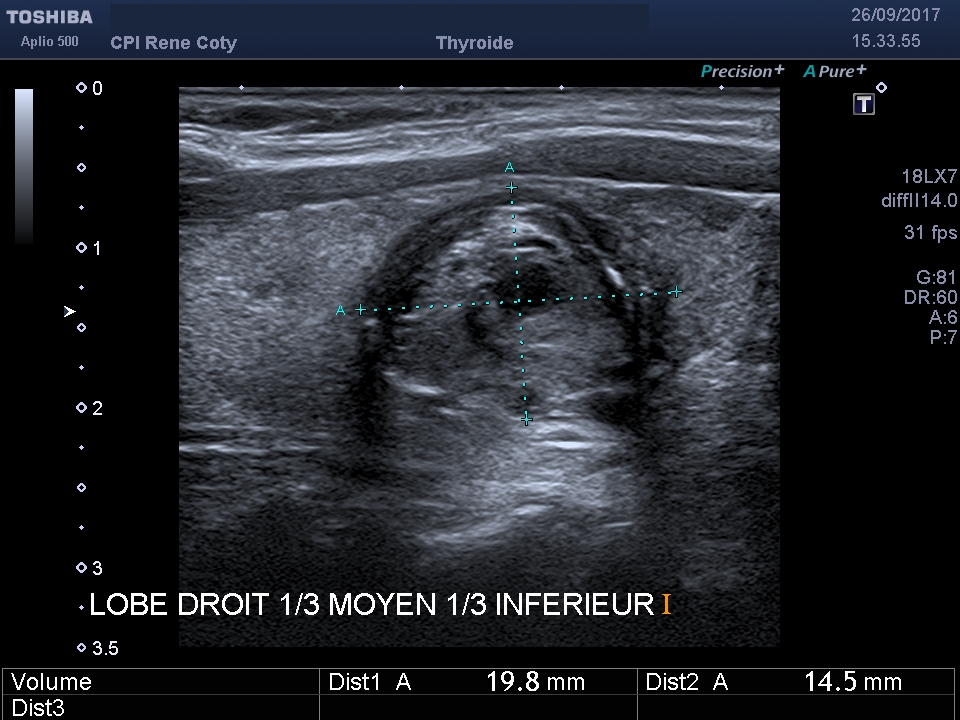 TOSHIBA
Aplio 500
CPI Rene Coty
Thyroide
26/09/2017
15.33.55
Precision+ A Pure+
T
0
1
2
3
3.5
A
A
18LX7
diffII14.0
31 fps
G:81
DR:60
A:6
P:7
LOBE DROIT 1/3 MOYEN 1/3 INFERIEUR I
Volume
Dist1 A 19.8 mm
Dist2 A 14.5 mm
Dist3